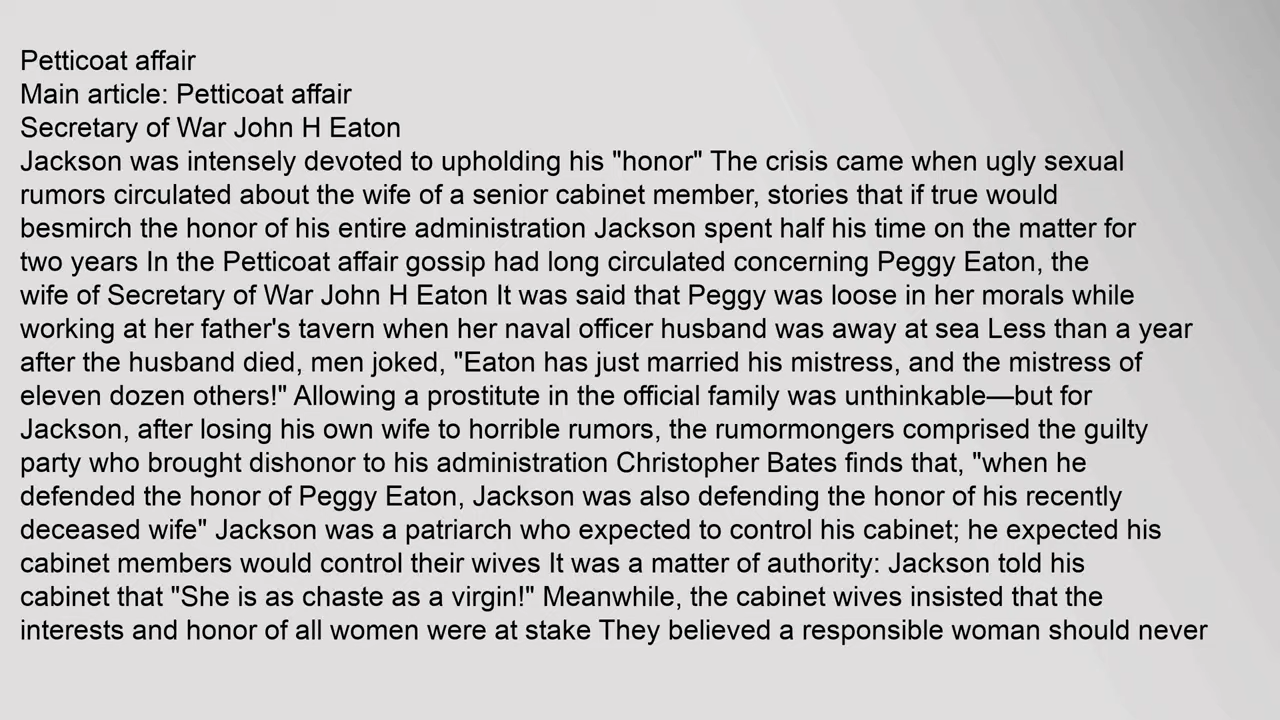 Petticoat affair
Main article: Petticoat affair
Secretary of War John H Eaton
Jackson was intensely devoted to upholding his "honor" The crisis came when ugly sexual
rumors circulated about the wife of a senior cabinet member, stories that if true would
besmirch the honor of his entire administration Jackson spent half his time on the matter for
two years In the Petticoat affair gossip had long circulated concerning Peggy Eaton, the
wife of Secretary of War John H Eaton It was said that Peggy was loose in her morals while
working at her father's tavern when her naval officer husband was away at sea Less than a year
after the husband died, men joked, "Eaton has just married his mistress, and the mistress of
eleven dozen others!" Allowing a prostitute in the official family was unthinkable—but for
Jackson, after losing his own wife to horrible rumors, the rumormongers comprised the guilty
party who brought dishonor to his administration Christopher Bates finds that, "when he
defended the honor of Peggy Eaton, Jackson was also defending the honor of his recently
deceased wife" Jackson was a patriarch who expected to control his cabinet; he expected his
cabinet members would control their wives It was a matter of authority: Jackson told his
cabinet that "She is as chaste as a virgin!" Meanwhile, the cabinet wives insisted that the
interests and honor of all women were at stake They believed a responsible woman should never